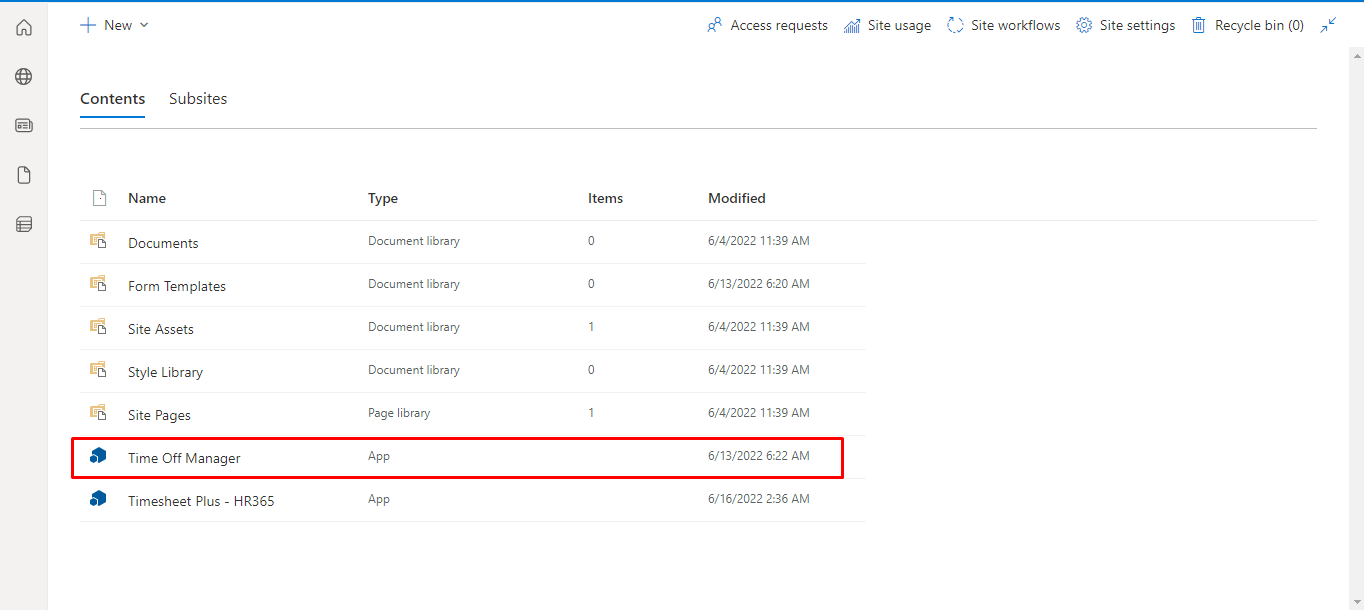 New Access requests Site usage Site workflows Site settings Recycle bin (0)
Contents Subsites
Name Type Items Modified
Documents Document library 0 6/4/2022 11:39 AM
Form Templates Document library 0 6/13/2022 6:20 AM
Site Assets Document library 1 6/4/2022 11:39 AM
Style Library Document library 0 6/4/2022 11:39 AM
Site Pages Page library 1 6/4/2022 11:39 AM
Time Off Manager App 6/13/2022 6:22 AM
Timesheet Plus - HR365 App 6/16/2022 2:36 AM